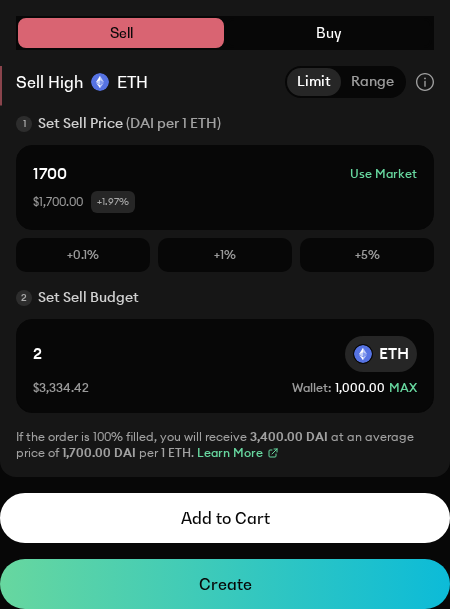 Sell Buy
Sell High ETH Limit Range
1 Set Sell Price (DAI per 1 ETH)
1700 Use Market
$1,700.00 +1.97%
+0.1% +1% +5%
2 Set Sell Budget
2 ETH
$3,334.42 Wallet: 1,000.00 MAX
If the order is 100% filled, you will receive 3,400.00 DAI at an average
price of 1,700.00 DAI per 1 ETH. Learn More
Add to Cart
Create